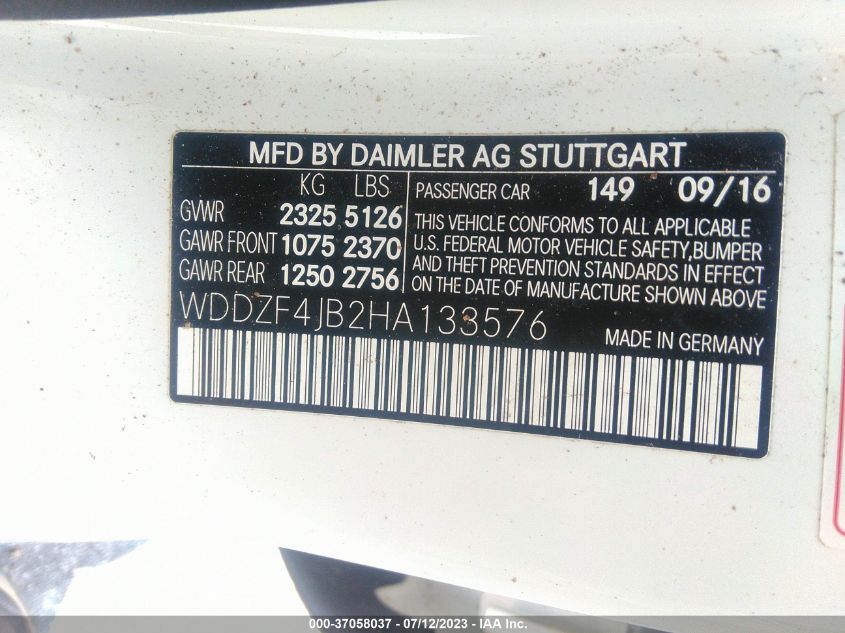 MFD BY DAIMLER AG STUTTGART
KG LBS
GVWR 2325 5126
GAWR FRONT 1075 2370
GAWR REAR 1250 2756
PASSENGER CAR 149 09/16
THIS VEHICLE CONFORMS TO ALL APPLICABLE
U.S. FEDERAL MOTOR VEHICLE SAFETY,BUMPER
AND THEFT PREVENTION STANDARDS IN EFFECT
ON THE DATE OF MANUFACTURE SHOWN ABOVE
WDDZF4JB2HA133576
MADE IN GERMANY
000-37058037 - 07/12/2023 - IAA Inc.